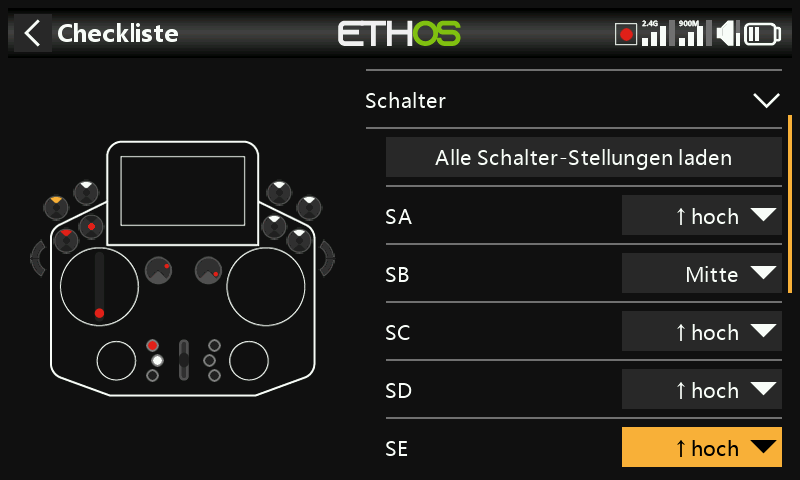 Checkliste
ETHOS
2.4G
900M
Schalter
Alle Schalter-Stellungen laden
SA ↑hoch
SB Mitte
SC ↑hoch
SD ↑hoch
SE ↑hoch